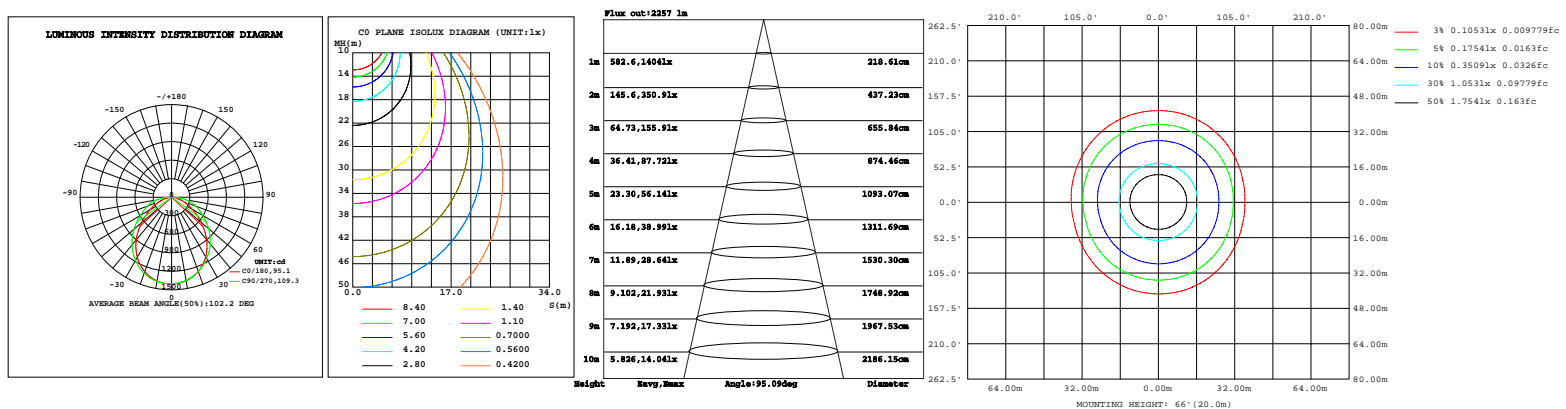 LUMINOUS INTENSITY DISTRIBUTION DIAGRAM
-/+180
-150
150
-120
120
-90
90
-60
60
-30
30
0
0
300
600
900
1200
1500
UNIT:cd
C0/180,95.1
C90/270,109.3
AVERAGE BEAM ANGLE(50%):102.2 DEG
C0 PLANE ISOLUX DIAGRAM (UNIT:lx)
MH(m)
10
14
18
22
26
30
34
38
42
46
50
0.0 17.0 34.0
S(m)
8.40 1.40
7.00 1.10
5.60 0.7000
4.20 0.5600
2.80 0.4200
Flux out:2257 lm
1m 582.6,1404lx 218.61cm
2m 145.6,350.9lx 437.23cm
3m 64.73,155.9lx 655.84cm
4m 36.41,87.72lx 874.46cm
5m 23.30,56.14lx 1093.07cm
6m 16.18,38.99lx 1311.69cm
7m 11.89,28.64lx 1530.30cm
8m 9.102,21.93lx 1748.92cm
9m 7.192,17.33lx 1967.53cm
10m 5.826,14.04lx 2186.15cm
Height Eavg,Emax Angle:95.09deg Diameter
210.0' 105.0' 0.0' 105.0' 210.0'
262.5' 80.00m
210.0' 64.00m
157.5' 48.00m
105.0' 32.00m
52.5' 16.00m
0.0' 0.00m
52.5' 16.00m
105.0' 32.00m
157.5' 48.00m
210.0' 64.00m
262.5' 80.00m
64.00m 32.00m 0.00m 32.00m 64.00m
MOUNTING HEIGHT: 66'(20.0m)
3% 0.1053lx 0.009779fc
5% 0.1754lx 0.0163fc
10% 0.3509lx 0.0326fc
30% 1.053lx 0.09779fc
50% 1.754lx 0.163fc